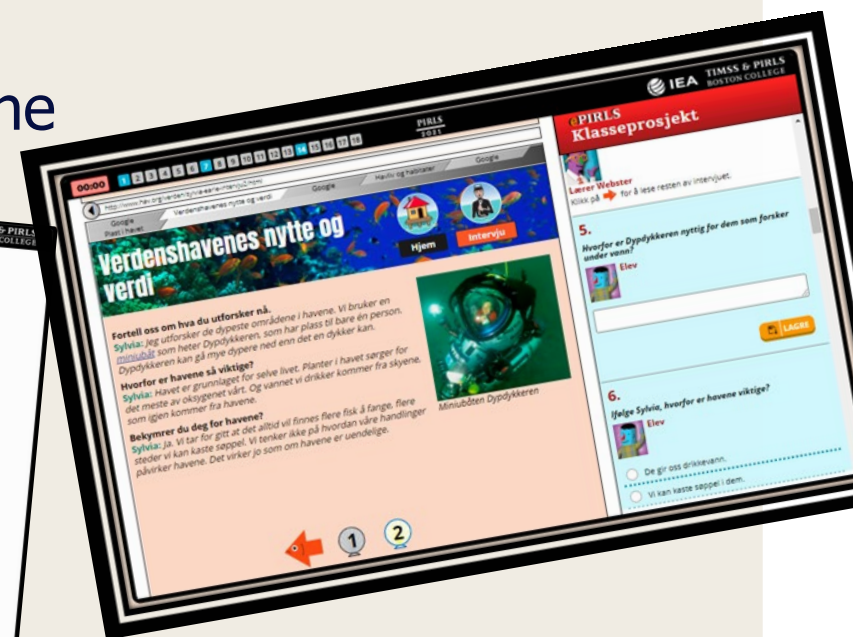 ne
S & PIRLS
COLLEGE
IEA
TIMSS & PIRLS
BOSTON COLLEGE
PIRLS
2021
00:00
1 2 3 4 5 6 7 8 9 10 11 12 13 14 15 16 17 18
Google
Plast i havet
Verdenshavenes nytte og verdi
Google
Havliv og habitater
Google
Verdenshavenes nytte og
verdi
Hjem
Intervju
Fortell oss om hva du utforsker nå.
Sylvia: Jeg utforsker de dypeste områdene i havene. Vi bruker en
miniubåt som heter Dypdykkeren, som har plass til bare én person.
Dypdykkeren kan gå mye dypere ned enn det en dykker kan.
Hvorfor er havene så viktige?
Sylvia: Havet er grunnlaget for selve livet. Planter i havet sørger for
det meste av oksygenet vårt. Og vannet vi drikker kommer fra skyene,
som igjen kommer fra havene.
Bekymrer du deg for havene?
Sylvia: Ja. Vi tar for gitt at det alltid vil finnes flere fisk å fange, flere
steder vi kan kaste søppel. Vi tenker ikke på hvordan våre handlinger
påvirker havene. Det virker jo som om havene er uendelige.
Miniubåten Dypdykkeren
1
2
ePIRLS
Klasseprosjekt
Lærer Webster
Klikk på for å lese resten av intervjuet.
5.
Hvorfor er Dypdykkeren nyttig for dem som forsker
under vann?
Elev
LAGRE
6.
Ifølge Sylvia, hvorfor er havene viktige?
Elev
De gir oss drikkevann.
Vi kan kaste søppel i dem.